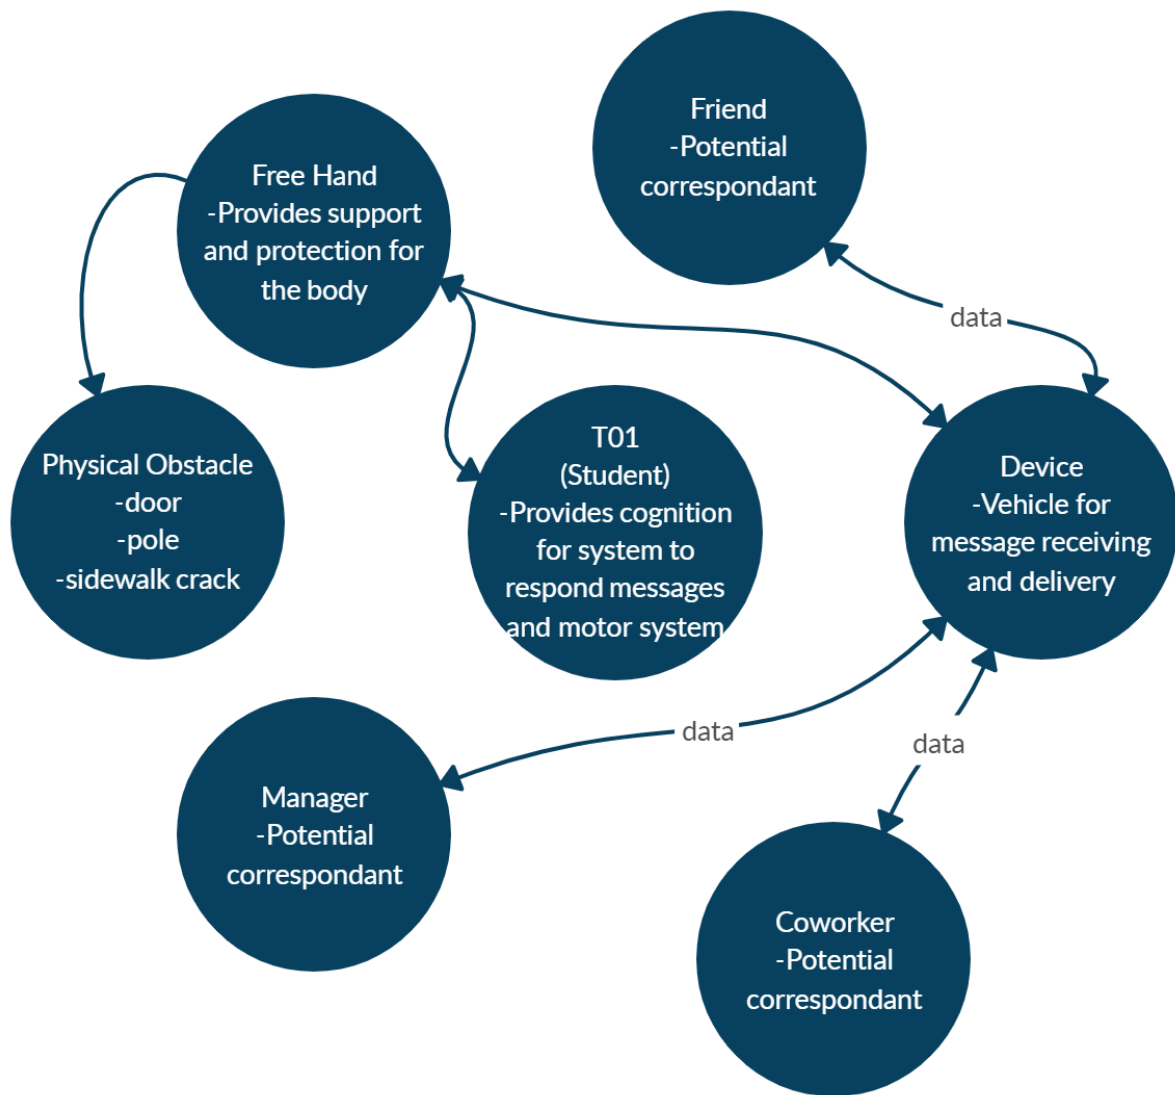 Friend
-Potential
correspondant
Free Hand
-Provides support
and protection for
the body
data
Physical Obstacle
-door
-pole
-sidewalk crack
T01
(Student)
-Provides cognition
for system to
respond messages
and motor system
Device
-Vehicle for
message receiving
and delivery
data
data
Manager
-Potential
correspondant
Coworker
-Potential
correspondant